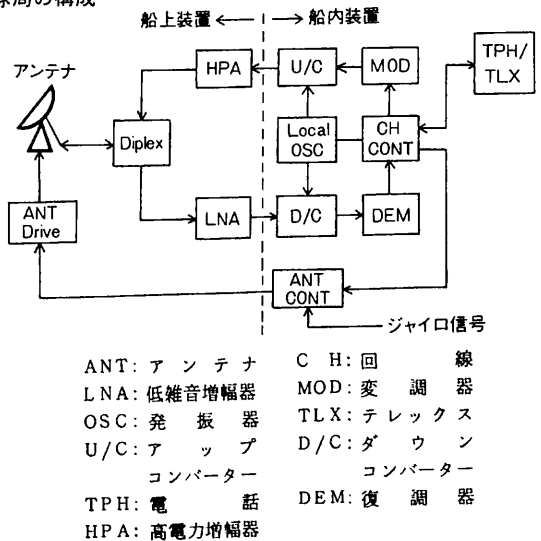 局の構成
船上装置 ← → 船内装置
アンテナ
HPA
U/C
MOD
TPH/
TLX
Diplex
Local
OSC
CH
CONT
ANT
Drive
LNA
D/C
DEM
ANT
CONT
ジャイロ信号
ANT: アンテナ
CH: 回線
LNA: 低雑音増幅器
MOD: 変調器
OSC: 発振器
TLX: テレックス
U/C: アップ
コンバーター
D/C: ダウン
コンバーター
TPH: 電話
DEM: 復調器
HPA: 高電力増幅器